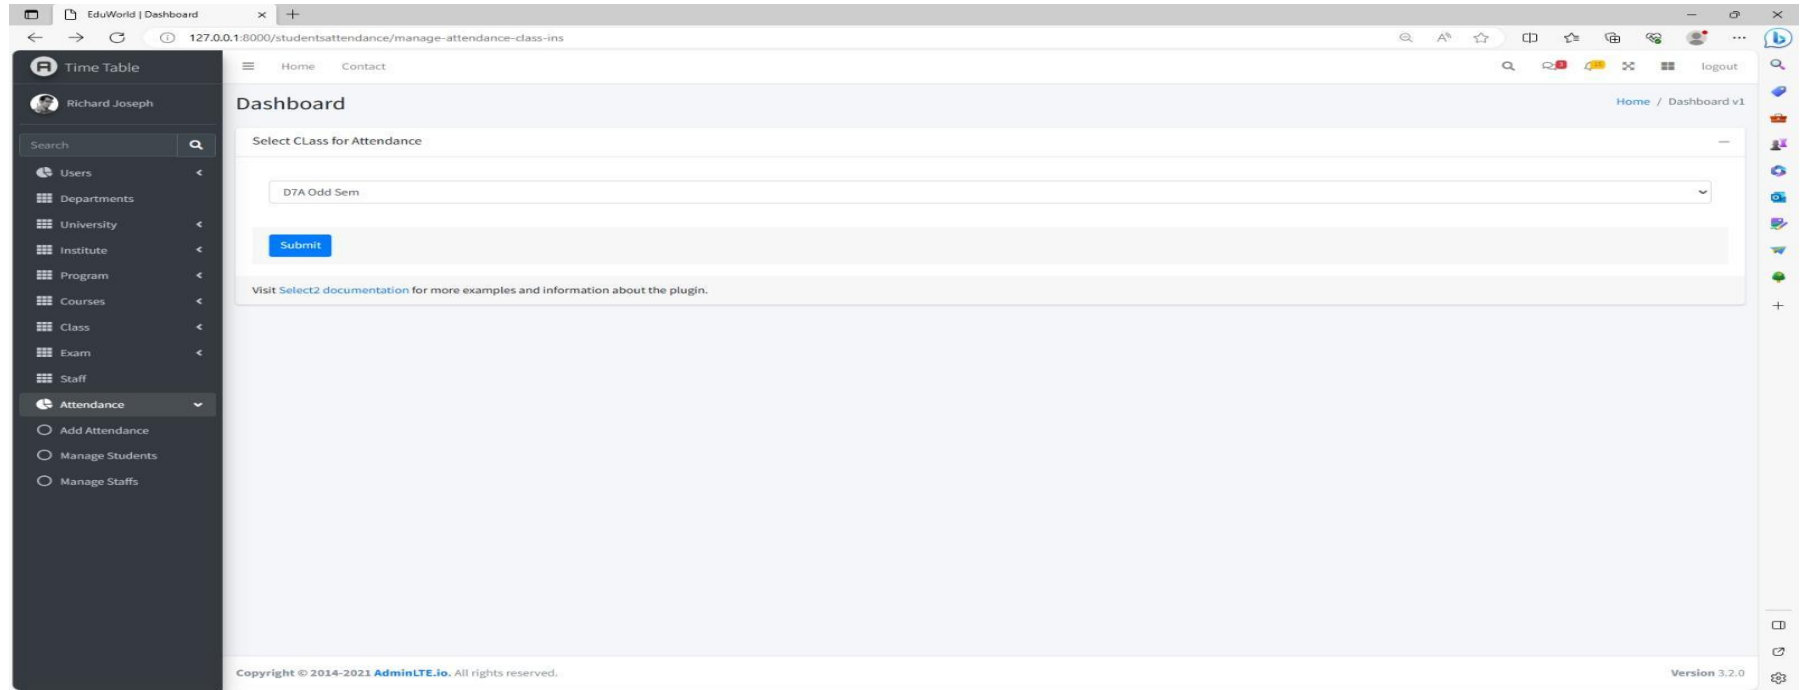 EduWorld | Dashboard
127.0.0.1:8000/studentsattendance/manage-attendance-class-ins
Time Table
Home Contact
logout
Richard Joseph
Dashboard
Home / Dashboard v1
Search
Select CLass for Attendance
Users
D7A Odd Sem
Departments
University
Submit
Institute
Program
Visit Select2 documentation for more examples and information about the plugin.
Courses
Class
Exam
Staff
Attendance
Add Attendance
Manage Students
Manage Staffs
Copyright © 2014-2021 AdminLTE.io. All rights reserved.
Version 3.2.0